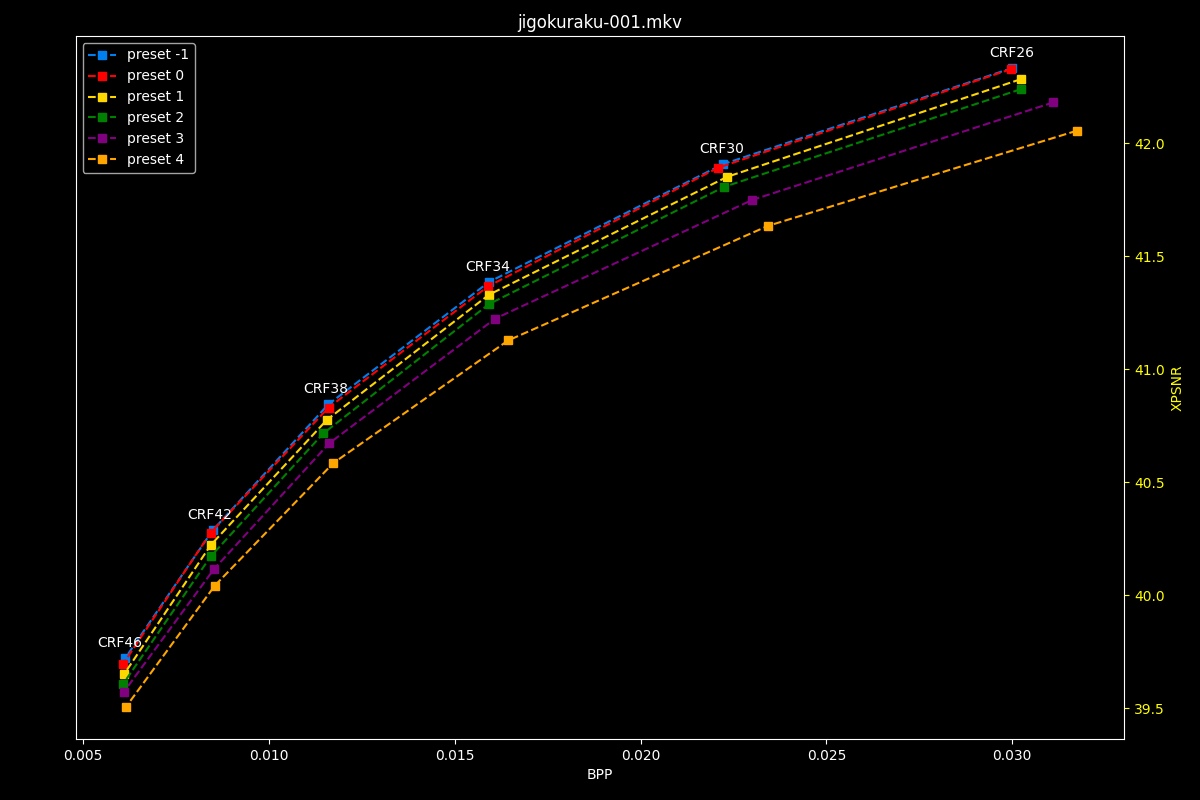 jigokuraku-001.mkv
preset -1
preset 0
preset 1
preset 2
preset 3
preset 4
CRF26
CRF30
CRF34
CRF38
CRF42
CRF46
42.0
41.5
41.0
40.5
40.0
39.5
XPSNR
0.005 0.010 0.015 0.020 0.025 0.030
BPP